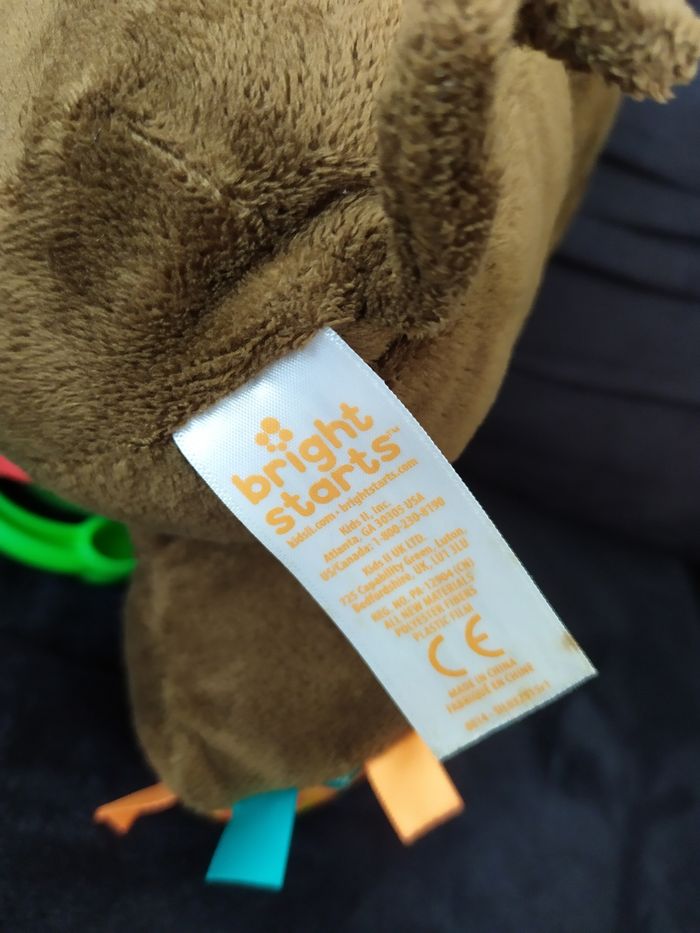 bright
starts™
kidsii.com • brightstarts.com
Kids II, Inc.
Atlanta, GA 30305 USA
US/Canada: 1-800-230-8190
Kids II UK LTD.
725 Capability Green, Luton,
Bedfordshire, UK, LU1 3LU
REG. NO. PA 12904 (CN)
ALL NEW MATERIALS
POLYESTER FIBERS
PLASTIC FILM
CE
MADE IN CHINA
FABRIQUÉ EN CHINE